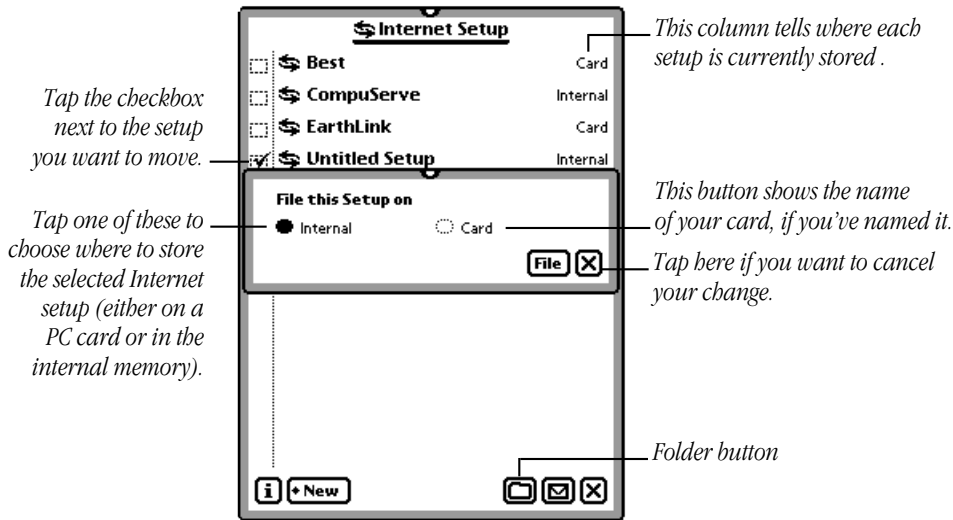 Internet Setup
Best Card
CompuServe Internal
EarthLink Card
Untitled Setup Internal
File this Setup on
Internal Card
File
i New
Tap the checkbox
next to the setup
you want to move.
Tap one of these to
choose where to store
the selected Internet
setup (either on a
PC card or in the
internal memory).
This column tells where each
setup is currently stored .
This button shows the name
of your card, if you've named it.
Tap here if you want to cancel
your change.
Folder button